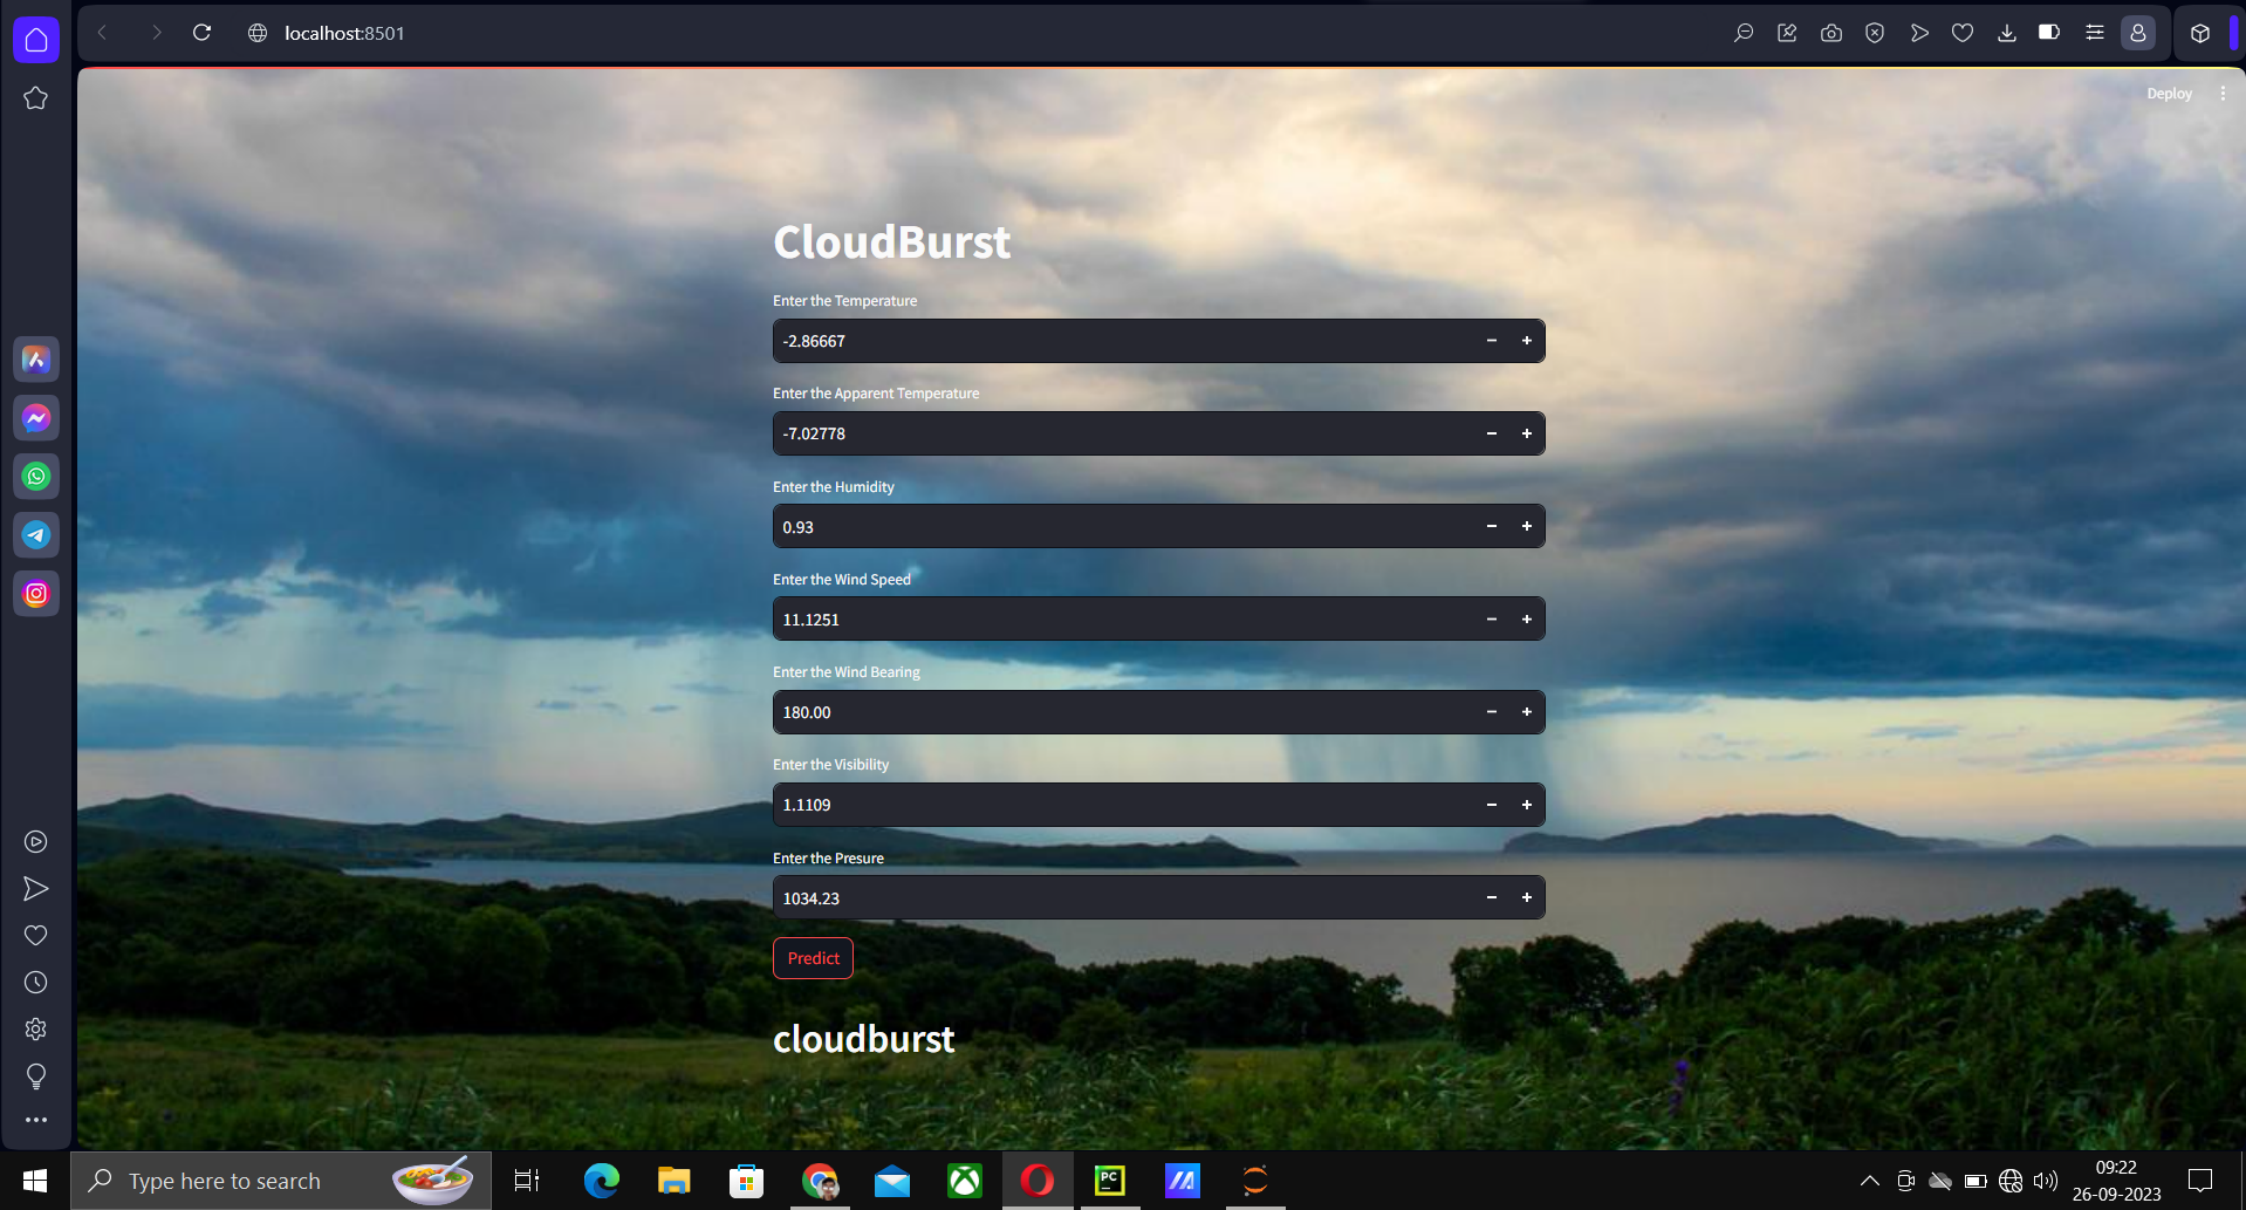 localhost:8501
Deploy
CloudBurst
Enter the Temperature
-2.86667
Enter the Apparent Temperature
-7.02778
Enter the Humidity
0.93
Enter the Wind Speed
11.1251
Enter the Wind Bearing
180.00
Enter the Visibility
1.1109
Enter the Presure
1034.23
Predict
cloudburst
Type here to search
PC
09:22
26-09-2023